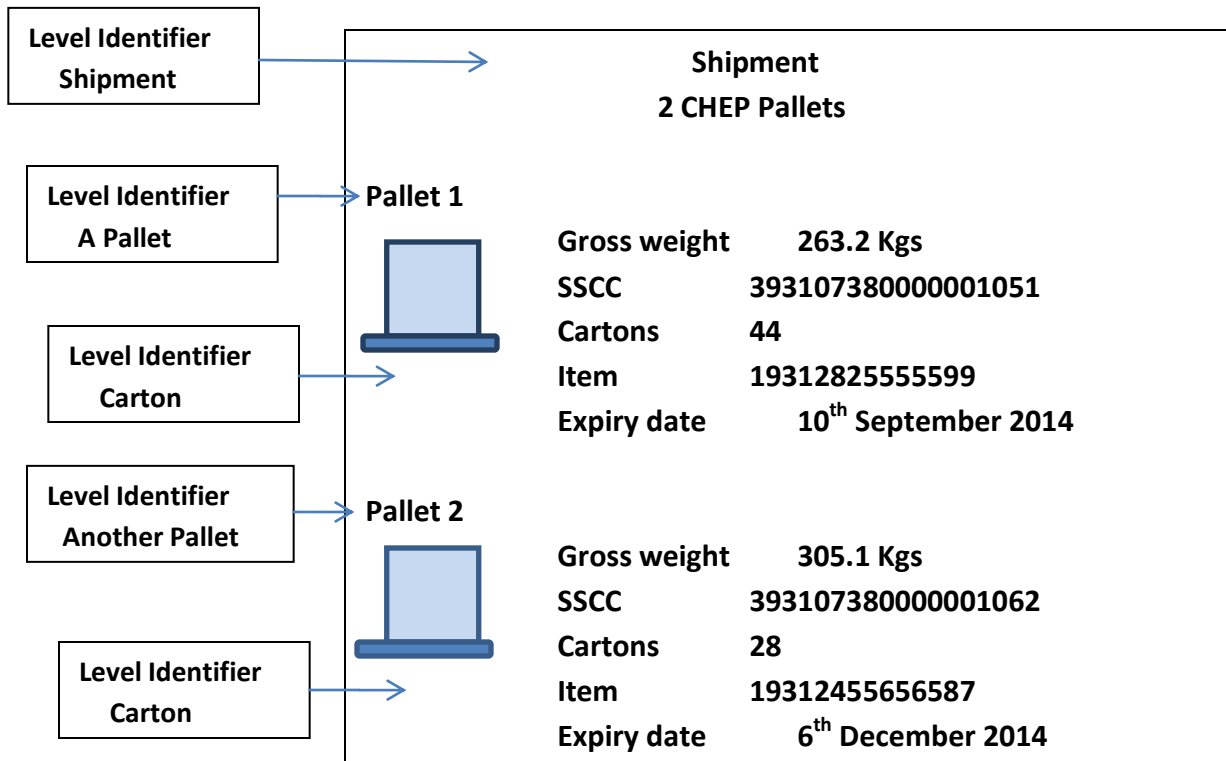 Level Identifier
Shipment
Shipment
2 CHEP Pallets
Level Identifier
A Pallet
Pallet 1
Gross weight 263.2 Kgs
SSCC 393107380000001051
Cartons 44
Item 19312825555599
Expiry date 10th September 2014
Level Identifier
Carton
Level Identifier
Another Pallet
Pallet 2
Gross weight 305.1 Kgs
SSCC 393107380000001062
Cartons 28
Item 19312455656587
Expiry date 6th December 2014
Level Identifier
Carton